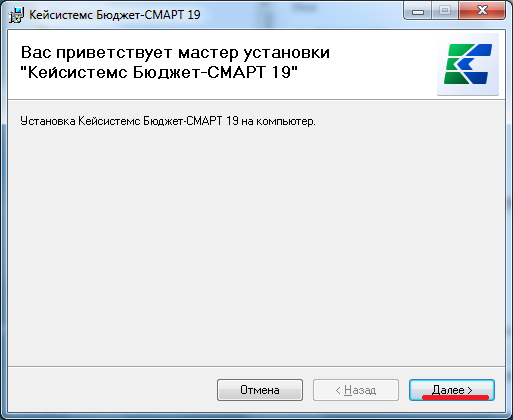 Кейсистемс Бюджет-СМАРТ 19
Вас приветствует мастер установки
"Кейсистемс Бюджет-СМАРТ 19"
Установка Кейсистемс Бюджет-СМАРТ 19 на компьютер.
Отмена
< Назад
Далее >